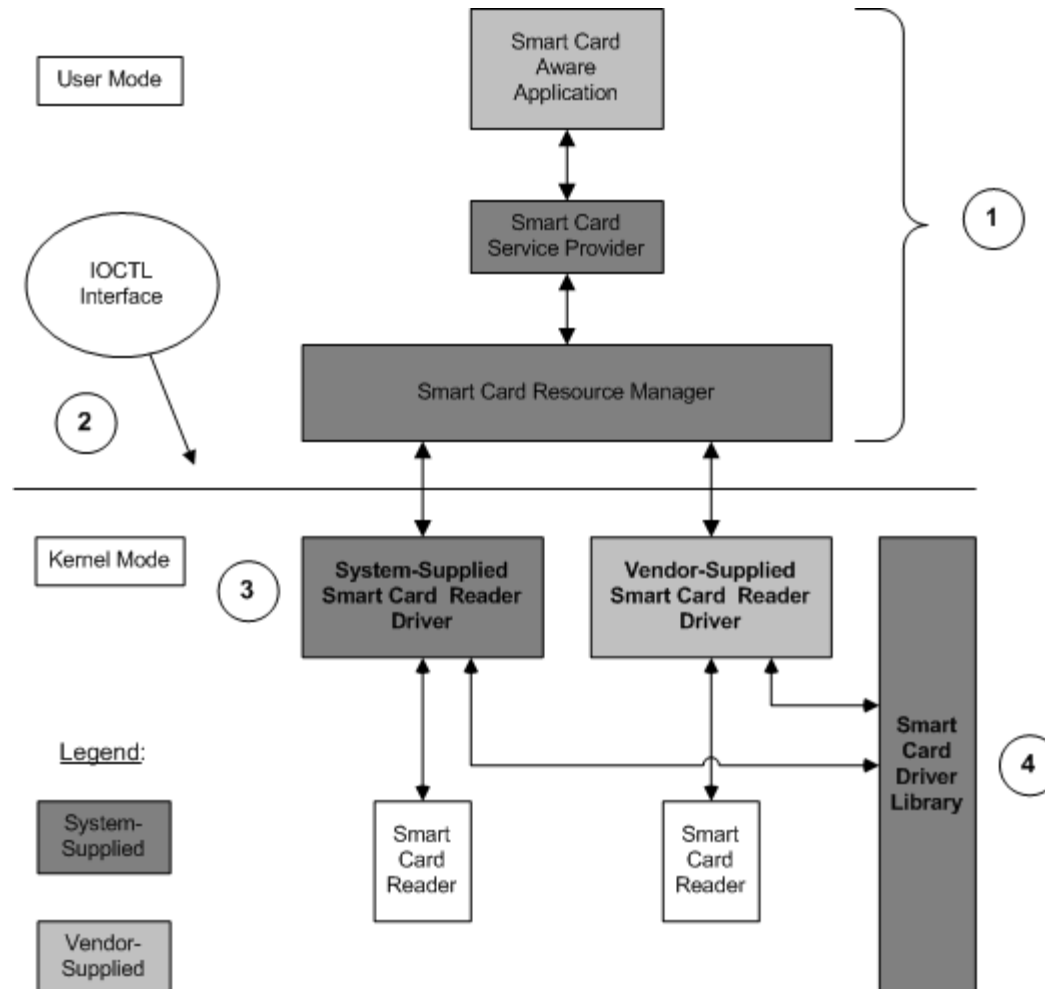 Smart Card
Aware
Application
User Mode
1
Smart Card
Service Provider
IOCTL
Interface
Smart Card Resource Manager
2
Kernel Mode
3
System-Supplied
Smart Card Reader
Driver
Vendor-Supplied
Smart Card Reader
Driver
Smart
Card
Driver
Library
4
Legend:
System-
Supplied
Smart
Card
Reader
Smart
Card
Reader
Vendor-
Supplied